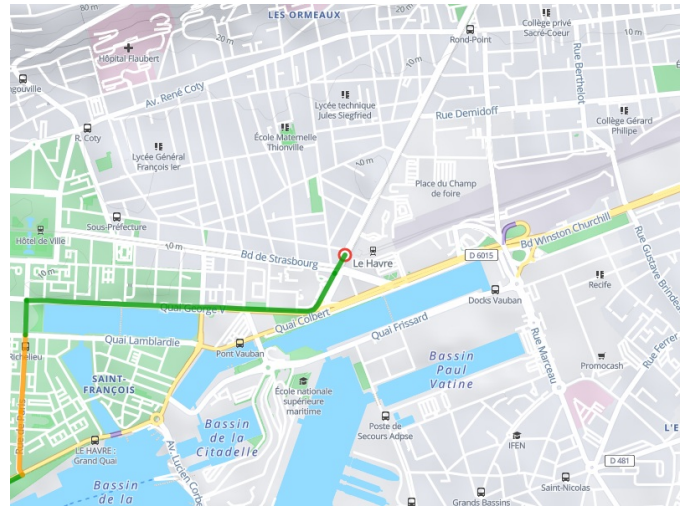 80 m
LES ORMEAUX
20 m
20 m
Rond-Point
Collège privé
Sacré-Coeur
Hôpital Flaubert
Rue Berthelot
Av. René Coty
Lycée technique
Jules Siegfried
Rue Demidoff
Collège Gérard
Philipe
R. Coty
École Maternelle
Thionville
Lycée Général
François Ier
10 m
Place du Champ
de foire
Sous-Préfecture
Hôtel de Ville
10 m
Bd de Strasbourg
Le Havre
D 6015
Bd Winston Churchill
Rue Gustave Brindeau
Recife
Docks Vauban
Quai George V
Quai Colbert
Quai Frissard
Quai Lamblardie
Pont Vauban
Richelieu
Rue Marceau
Rue Ferrer
Bassin
Paul
Vatine
Promocash
SAINT-
FRANÇOIS
École nationale
supérieure
maritime
Rue de Paris
Bassin
de la
Citadelle
Poste de
Secours Adpse
IFEN
LE HAVRE :
Grand Quai
Av. Lucien Corbe
D 481
Saint-Nicolas
Grands Bassins
Bassin
de la
L'E